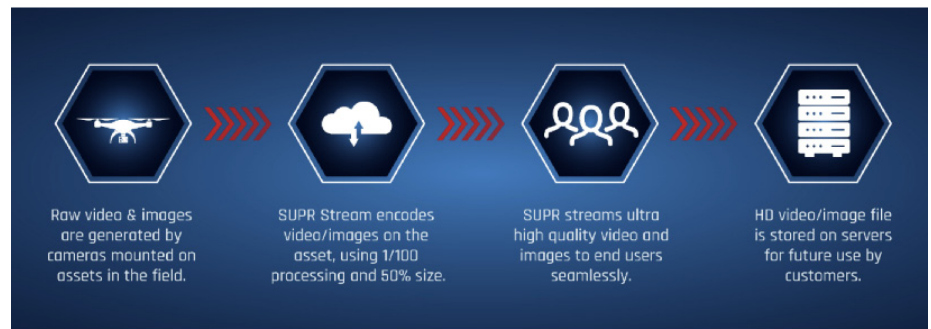 Raw video & images
are generated by
cameras mounted on
assets in the field.
SUPR Stream encodes
video/images on the
asset, using 1/100
processing and 50% size.
SUPR streams ultra
high quality video and
images to end users
seamlessly.
HD video/image file
is stored on servers
for future use by
customers.